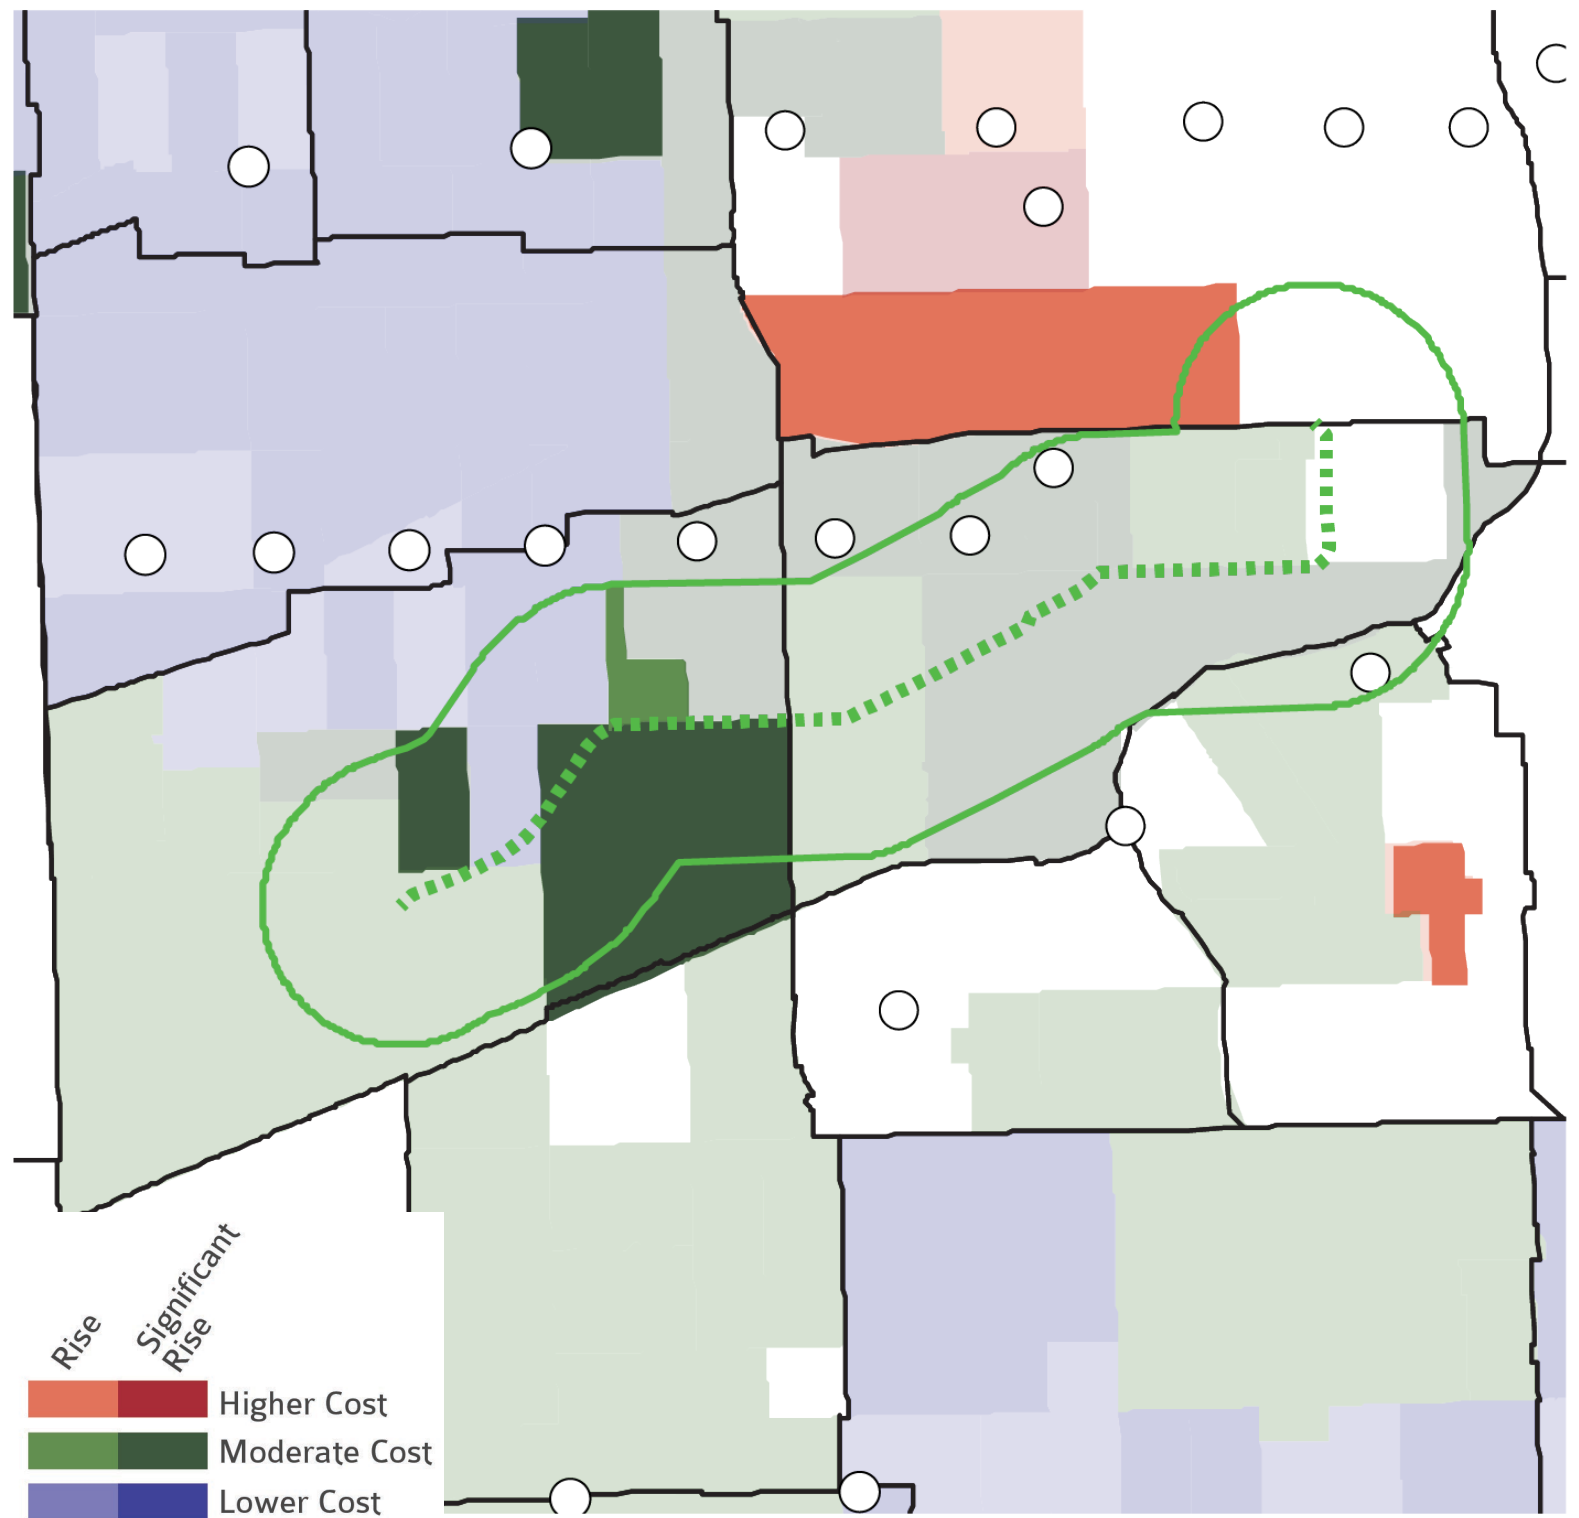 Rise
Significant
Rise
Higher Cost
Moderate Cost
Lower Cost